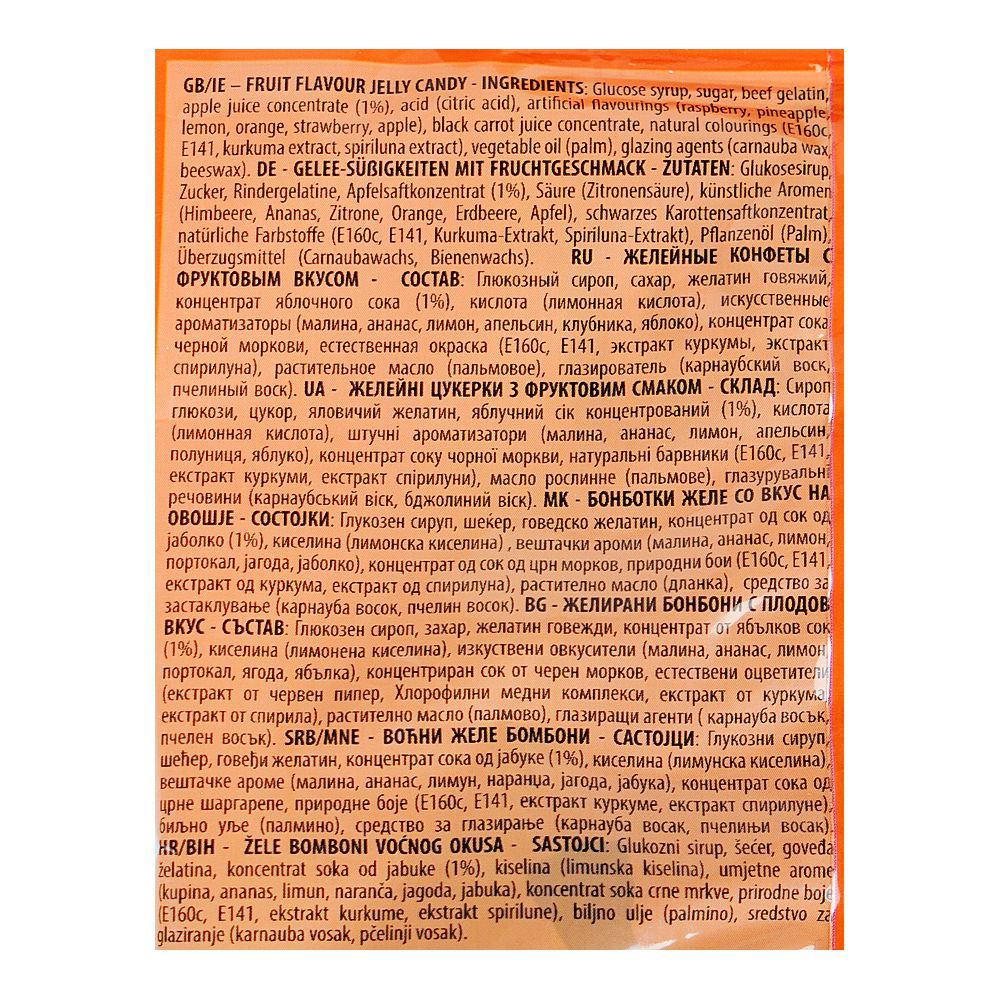 GB/IE – FRUIT FLAVOUR JELLY CANDY - INGREDIENTS: Glucose syrup, sugar, beef gelatin,
apple juice concentrate (1%), acid (citric acid), artificial flavourings (raspberry, pineapple,
lemon, orange, strawberry, apple), black carrot juice concentrate, natural colourings (E160c,
E141, kurkuma extract, spiriluna extract), vegetable oil (palm), glazing agents (carnauba wax,
beeswax). DE - GELEE-SÜßIGKEITEN MIT FRUCHTGESCHMACK - ZUTATEN: Glukosesirup,
Zucker, Rindergelatine, Apfelsaftkonzentrat (1%), Säure (Zitronensäure), künstliche Aromen
(Himbeere, Ananas, Zitrone, Orange, Erdbeere, Apfel), schwarzes Karottensaftkonzentrat,
natürliche Farbstoffe (E160c, E141, Kurkuma-Extrakt, Spiriluna-Extrakt), Pflanzenöl (Palm),
Überzugsmittel (Carnaubawachs, Bienenwachs). RU - ЖЕЛЕЙНЫЕ КОНФЕТЫ С
ФРУКТОВЫМ ВКУСОМ - СОСТАВ: Глюкозный сироп, сахар, желатин говяжий,
концентрат яблочного сока (1%), кислота (лимонная кислота), искусственные
ароматизаторы (малина, ананас, лимон, апельсин, клубника, яблоко), концентрат сока
черной моркови, естественная окраска (E160c, E141, экстракт куркумы, экстракт
спирилуна), растительное масло (пальмовое), глазирователь (карнаубский воск,
пчелиный воск). UA - ЖЕЛЕЙНІ ЦУКЕРКИ З ФРУКТОВИМ СМАКОМ - СКЛАД: Сироп
глюкози, цукор, яловичий желатин, яблучний сік концентрований (1%), кислота
(лимонная кислота), штучні ароматизатори (малина, ананас, лимон, апельсин,
полуниця, яблуко), концентрат соку чорної моркви, натуральні барвники (E160c, E141,
екстракт куркуми, екстракт спірілуни), масло рослинне (пальмове), глазурувальні
речовини (карнаубський віск, бджолиний віск). MK - БОНБОТКИ ЖЕЛЕ СО ВКУС НА
ОВОШЈЕ - СОСТОЈКИ: Глукозен сируп, шеќер, говедско желатин, концентрат од сок од
јаболко (1%), киселина (лимонска киселина) , вештачки ароми (малина, ананас, лимон,
портокал, јагода, јаболко), концентрат од сок од црн морков, природни бои (E160c, E141,
екстракт од куркума, екстракт од спирилуна), растително масло (дланка), средство за
застаклување (карнауба восок, пчелин восок). BG - ЖЕЛИРАНИ БОНБОНИ С ПЛОДОВ
ВКУС - СЪСТАВ: Глюкозен сироп, захар, желатин говежди, концентрат от ябълков сок
(1%), киселина (лимонена киселина), изкуствени овкусители (малина, ананас, лимон,
портокал, ягода, ябълка), концентриран сок от черен морков, естествени оцветители
(екстракт от червен пипер, Хлорофилни медни комплекси, екстракт от куркума,
екстракт от спирила), растително масло (палмово), глазиращи агенти ( карнауба восък,
пчелен восък). SRB/MNE - ВОЋНИ ЖЕЛЕ БОМБОНИ - САСТОЈЦИ: Глукозни сируп,
шећер, говеђи желатин, концентрат сока од јабуке (1%), киселина (лимунска киселина),
вештачке ароме (малина, ананас, лимун, наранџа, јагода, јабука), концентрат сока од
црне шаргарепе, природне боје (E160c, E141, екстракт куркуме, екстракт спирилуне),
биљно уље (палмино), средство за глазирање (карнауба восак, пчелињи восак).
HR/BIH - ŽELE BOMBONI VOĆNOG OKUSA - SASTOJCI: Glukozni sirup, šećer, goveđa
želatina, koncentrat soka od jabuke (1%), kiselina (limunska kiselina), umjetne arome
(kupina, ananas, limun, naranča, jagoda, jabuka), koncentrat soka crne mrkve, prirodne boje
(E160c, E141, ekstrakt kurkume, ekstrakt spirilune), biljno ulje (palmino), sredstvo za
glaziranje (karnauba vosak, pčelinji vosak).